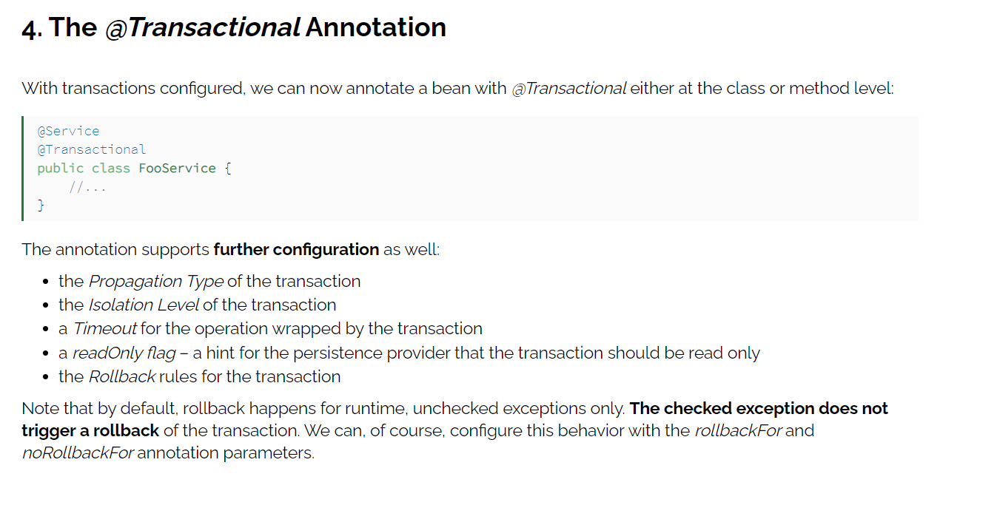 4. The @Transactional Annotation
With transactions configured, we can now annotate a bean with @Transactional either at the class or method level:
@Service
@Transactional
public class FooService {
    //...
}
The annotation supports further configuration as well:
• the Propagation Type of the transaction
• the Isolation Level of the transaction
• a Timeout for the operation wrapped by the transaction
• a readOnly flag – a hint for the persistence provider that the transaction should be read only
• the Rollback rules for the transaction
Note that by default, rollback happens for runtime, unchecked exceptions only. The checked exception does not
trigger a rollback of the transaction. We can, of course, configure this behavior with the rollbackFor and
noRollbackFor annotation parameters.